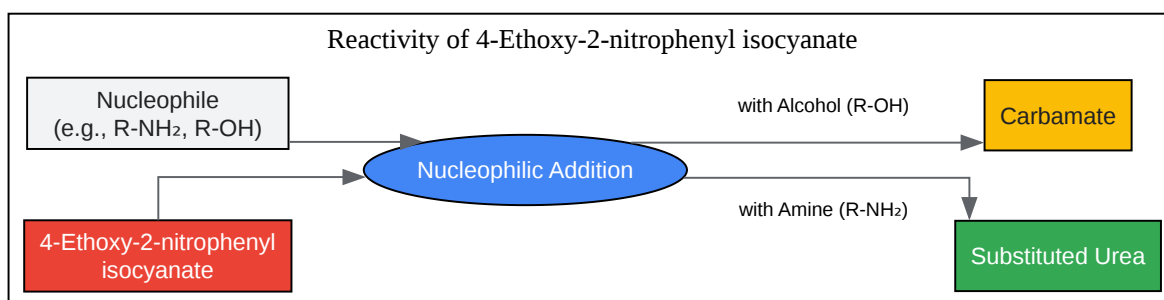 Reactivity of 4-Ethoxy-2-nitrophenyl isocyanate
Nucleophile
(e.g., R-NH₂, R-OH)
with Alcohol (R-OH)
Carbamate
Nucleophilic Addition
with Amine (R-NH₂)
4-Ethoxy-2-nitrophenyl
isocyanate
Substituted Urea